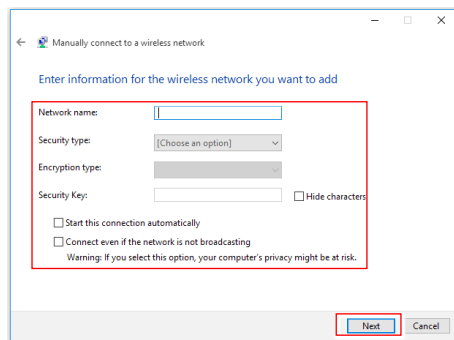 Manually connect to a wireless network
Enter information for the wireless network you want to add
Network name:
Security type: [Choose an option]
Encryption type:
Security Key: Hide characters
Start this connection automatically
Connect even if the network is not broadcasting
Warning: If you select this option, your computer's privacy might be at risk.
Next Cancel